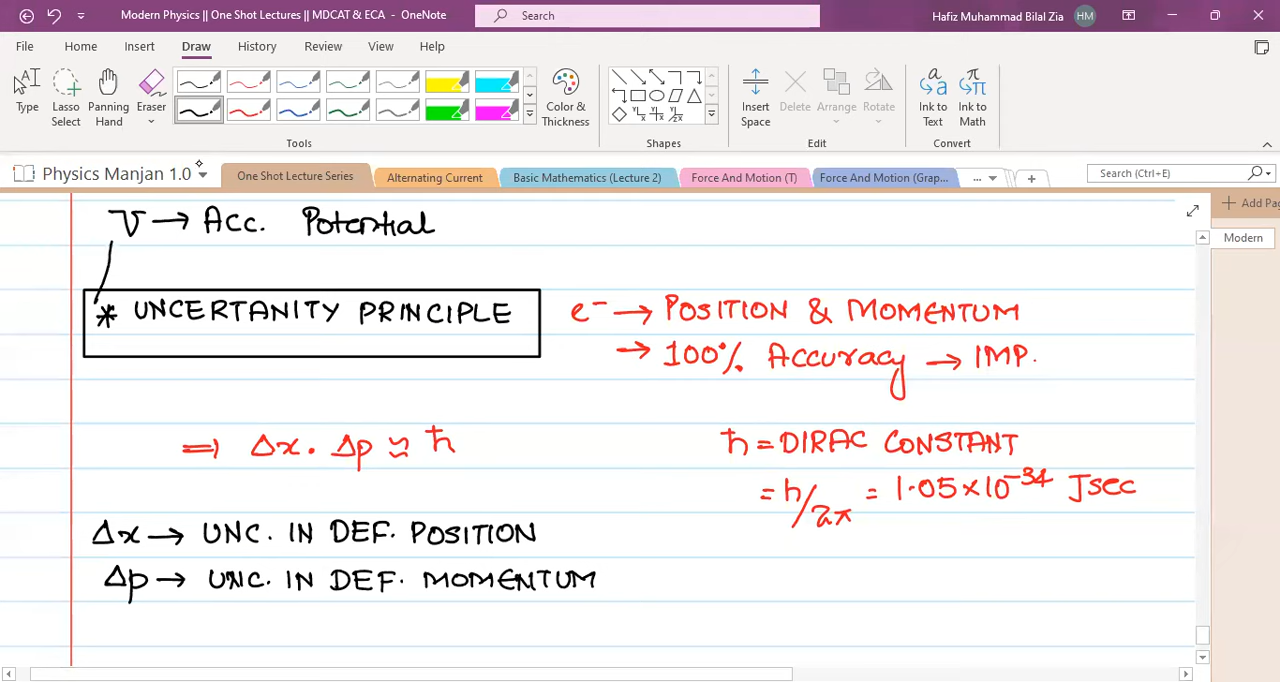 Modern Physics || One Shot Lectures || MDCAT & ECA - OneNote
Search
Hafiz Muhammad Bilal Zia HM
File Home Insert Draw History Review View Help
Type
Lasso Select
Panning Hand
Eraser
Color & Thickness
Insert Space
Delete
Arrange
Rotate
Ink to Text
Ink to Math
Tools Shapes Edit Convert
Physics Manjan 1.0 One Shot Lecture Series Alternating Current Basic Mathematics (Lecture 2) Force And Motion (T) Force And Motion (Grap... ... + Search (Ctrl+E)
+ Add Pag
Modern
V → Acc. Potential
* UNCERTANITY PRINCIPLE
e⁻ → POSITION & MOMENTUM
→ 100% Accuracy → IMP.
⇒ Δx . Δp ≈ ħ
ħ = DIRAC CONSTANT
= h/2π = 1.05×10⁻³⁴ Jsec
Δx → UNC. IN DEF. POSITION
Δp → UNC. IN DEF. MOMENTUM